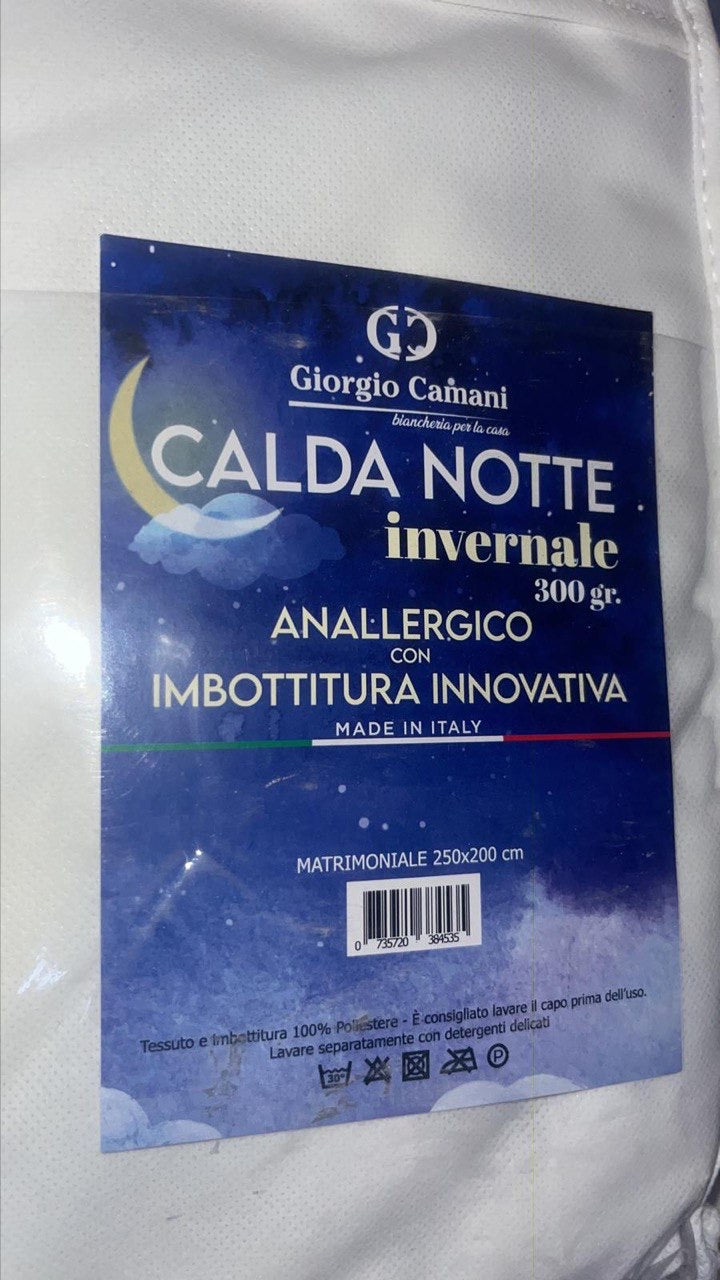 GG
Giorgio Camani
biancheria per la casa
CALDA NOTTE
invernale
300 gr.
ANALLERGICO
CON
IMBOTTITURA INNOVATIVA
MADE IN ITALY
MATRIMONIALE 250x200 cm
0 735720 384535
Tessuto e Imbottitura 100% Poliestere - È consigliato lavare il capo prima dell'uso.
Lavare separatamente con detergenti delicati
30° P